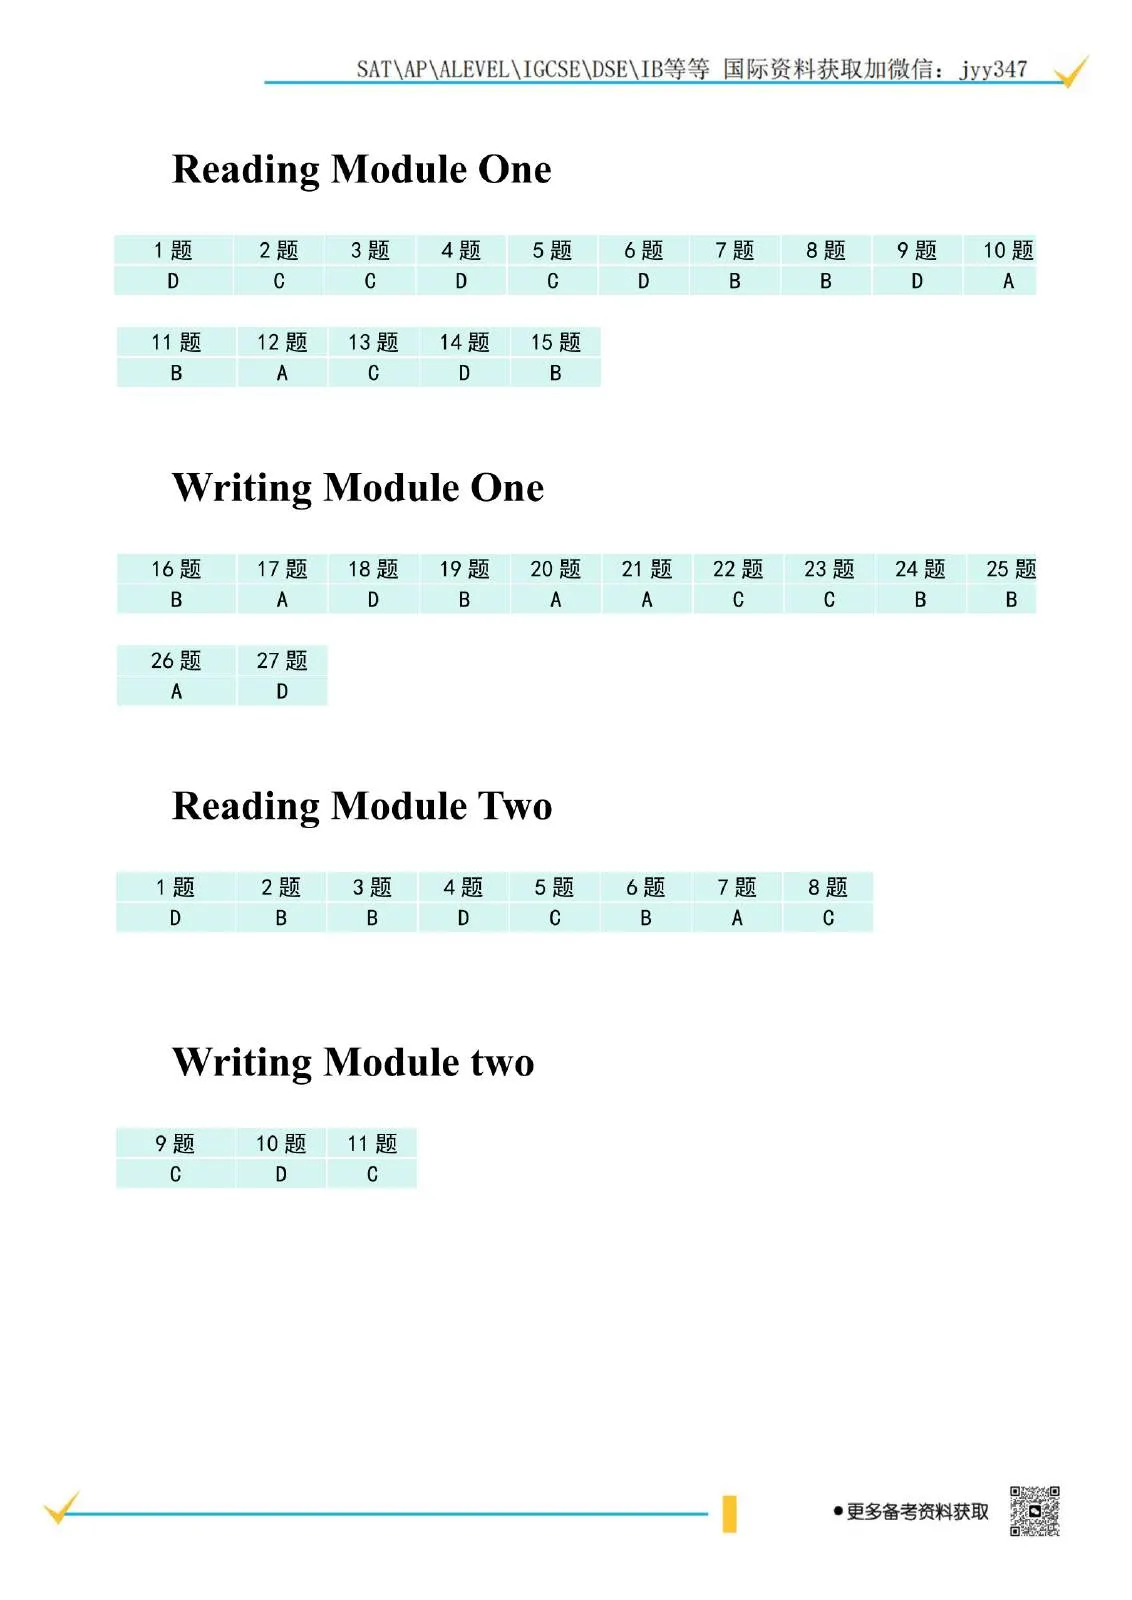 SAT\AP\ALEVEL\IGCSE\DSE\IB等等 国际资料获取加微信：jyy347
Reading Module One
1 题 2 题 3 题 4 题 5 题 6 题 7 题 8 题 9 题 10 题
D C C D C D B B D A
11 题 12 题 13 题 14 题 15 题
B A C D B
Writing Module One
16 题 17 题 18 题 19 题 20 题 21 题 22 题 23 题 24 题 25 题
B A D B A A C C B B
26 题 27 题
A D
Reading Module Two
1 题 2 题 3 题 4 题 5 题 6 题 7 题 8 题
D B B D C B A C
Writing Module two
9 题 10 题 11 题
C D C
●更多备考资料获取